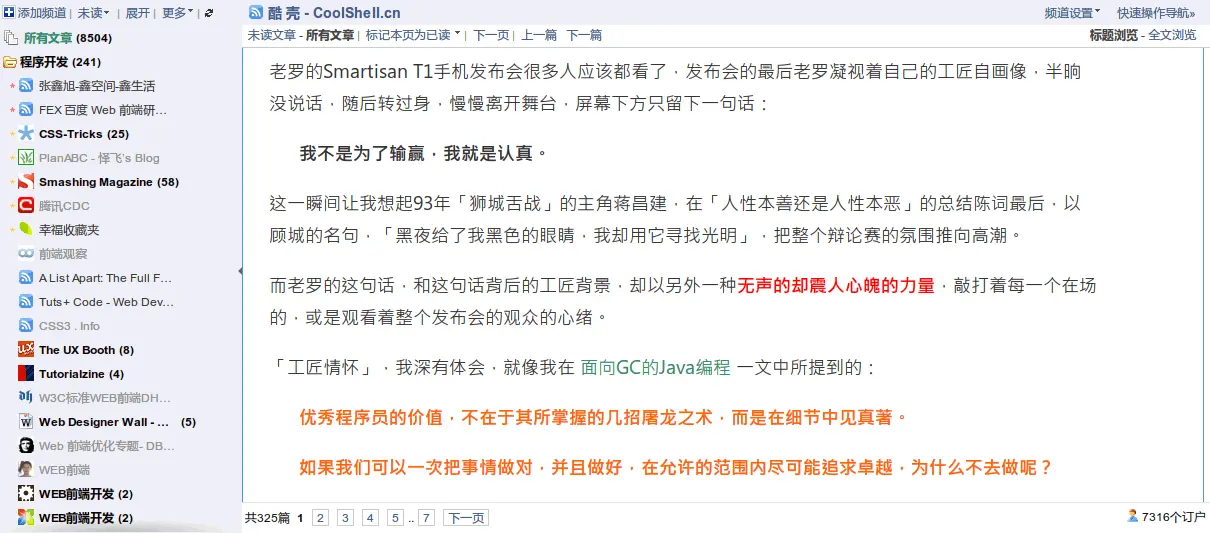 添加频道 | 未读 | 展开 | 更多 |
所有文章 (8504)
程序开发 (241)
张鑫旭-鑫空间-鑫生活
FEX 百度 Web 前端研...
CSS-Tricks (25)
PlanABC - 怿飞's Blog
Smashing Magazine (58)
腾讯CDC
幸福收藏夹
前端观察
A List Apart: The Full F...
Tuts+ Code - Web Dev...
CSS3 . Info
The UX Booth (8)
Tutorialzine (4)
W3C标准WEB前端DH...
Web Designer Wall - ... (5)
Web 前端优化专题- DB...
WEB前端
WEB前端开发 (2)
WEB前端开发 (2)
酷 壳 - CoolShell.cn
频道设置 快速操作导航»
未读文章 - 所有文章 | 标记本页为已读 | 下一页 | 上一篇 下一篇
标题浏览 - 全文浏览
老罗的Smartisan T1手机发布会很多人应该都看了，发布会的最后老罗凝视着自己的工匠自画像，半晌
没说话，随后转过身，慢慢离开舞台，屏幕下方只留下一句话：
我不是为了输赢，我就是认真。
这一瞬间让我想起93年「狮城舌战」的主角蒋昌建，在「人性本善还是人性本恶」的总结陈词最后，以
顾城的名句，「黑夜给了我黑色的眼睛，我却用它寻找光明」，把整个辩论赛的氛围推向高潮。
而老罗的这句话，和这句话背后的工匠背景，却以另外一种无声的却震人心魄的力量，敲打着每一个在场
的，或是观看着整个发布会的观众的心绪。
「工匠情怀」，我深有体会，就像我在 面向GC的Java编程 一文中所提到的：
优秀程序员的价值，不在于其所掌握的几招屠龙之术，而是在细节中见真著。
如果我们可以一次把事情做对，并且做好，在允许的范围内尽可能追求卓越，为什么不去做呢？
共325篇 1 2 3 4 5 .. 7 下一页
7316个订户